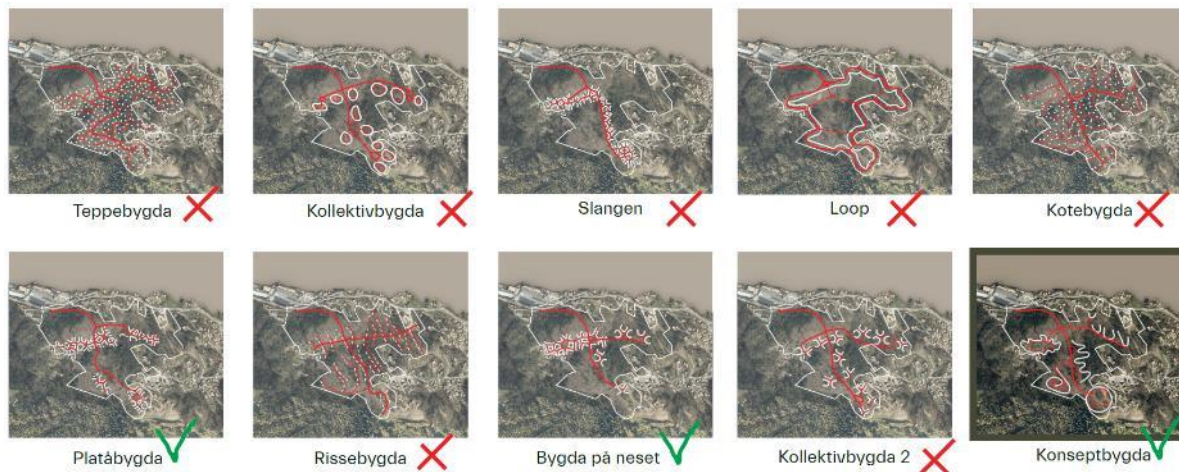 Teppebygda
Kollektivbygda
Slangen
Loop
Kotebygda
Platåbygda
Rissebygda
Bygda på neset
Kollektivbygda 2
Konseptbygda